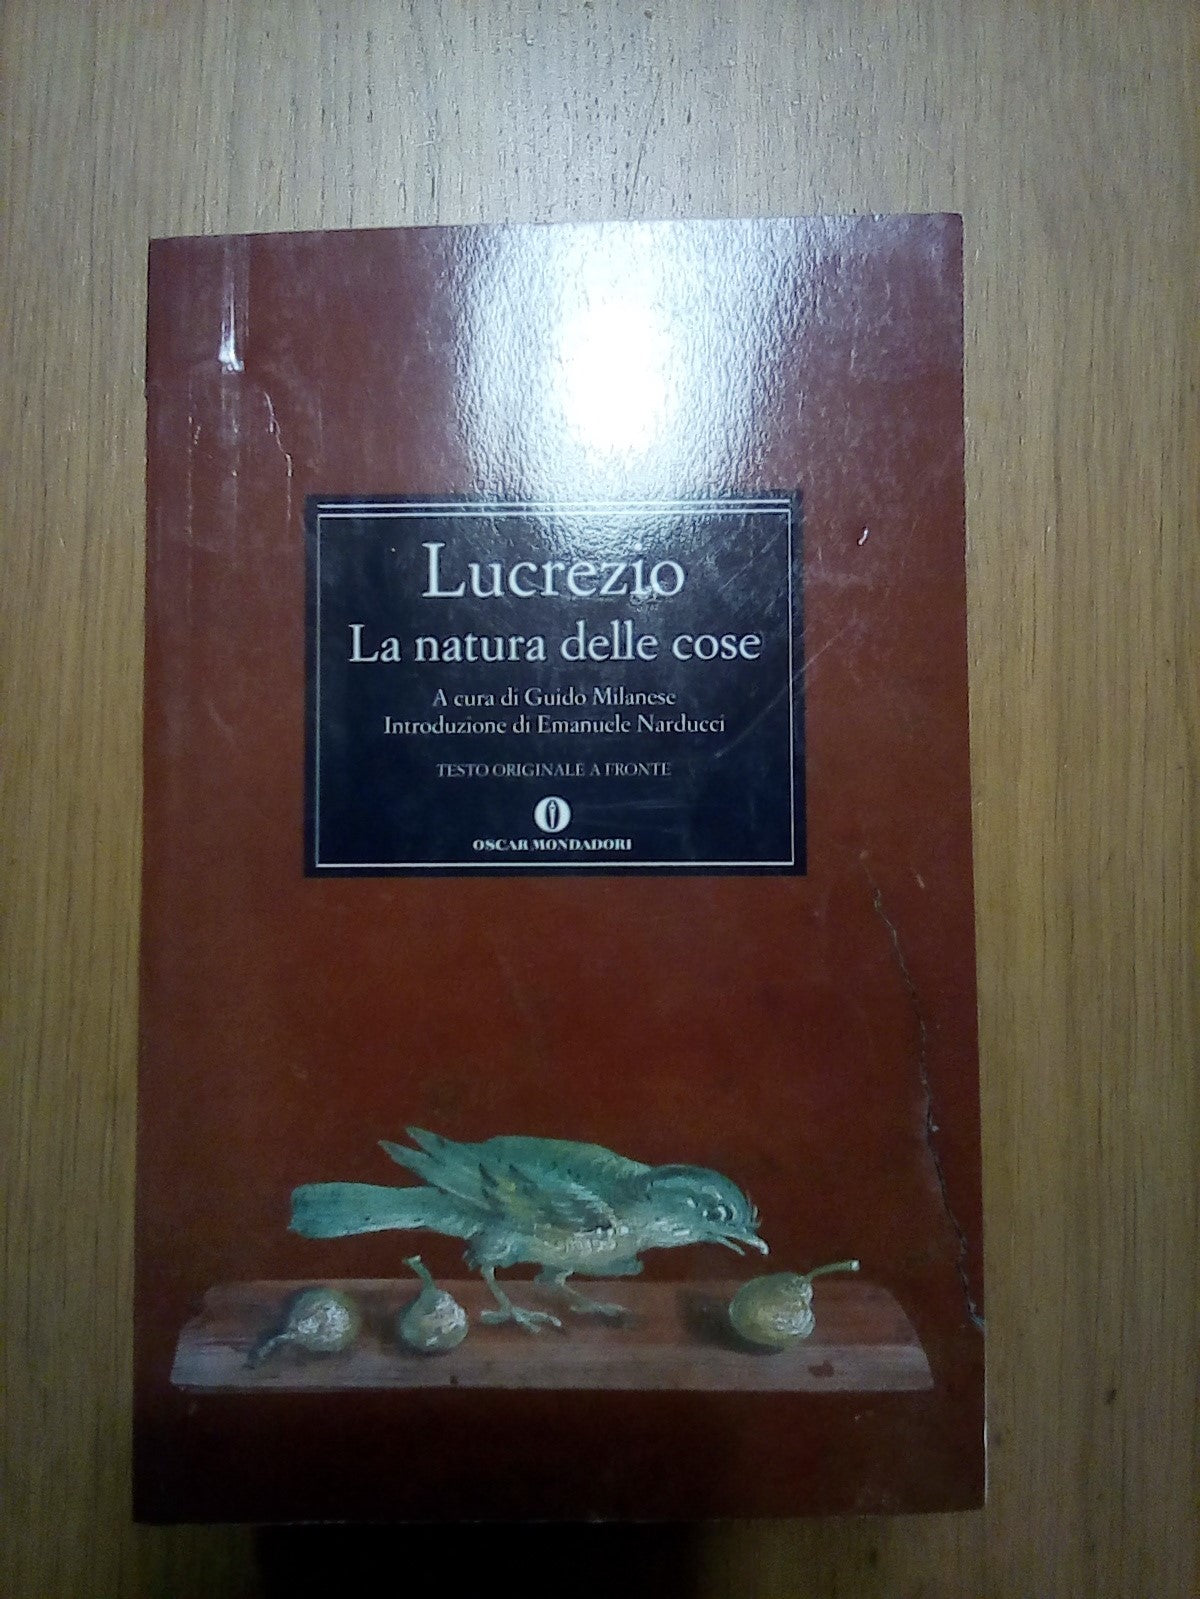 Lucrezio
La natura delle cose
A cura di Guido Milanese
Introduzione di Emanuele Narducci
TESTO ORIGINALE A FRONTE
OSCAR MONDADORI